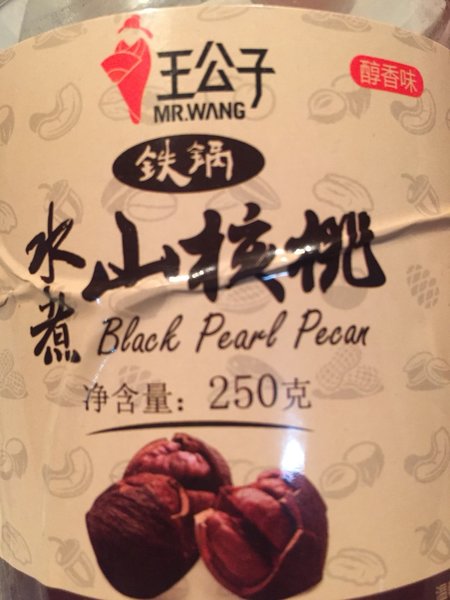 王公子
MR.WANG
醇香味
铁锅
水煮
山核桃
Black Pearl Pecan
净含量：250克